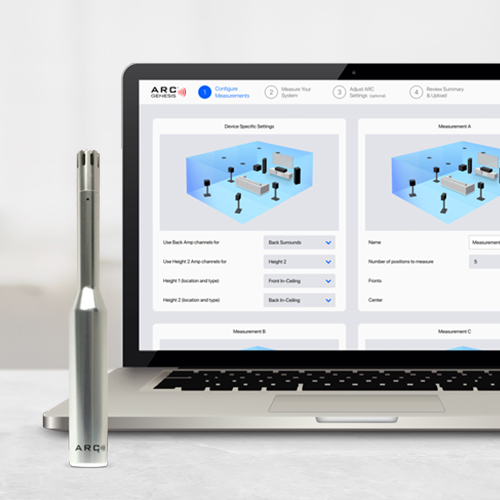 ARC
GENESIS
1 Configure
Measurements
2 Measure Your
System
3 Adjust ARC
Settings (optional)
4 Review Summary
& Upload
Device Specific Settings
Use Back Amp channels for Back Surrounds
Use Height 2 Amp channels for Height 2
Height 1 (location and type) Front In-Ceiling
Height 2 (location and type) Back In-Ceiling
Measurement A
Name Measurement
Number of positions to measure 5
Fronts
Center
Measurement B
Measurement C
ARC